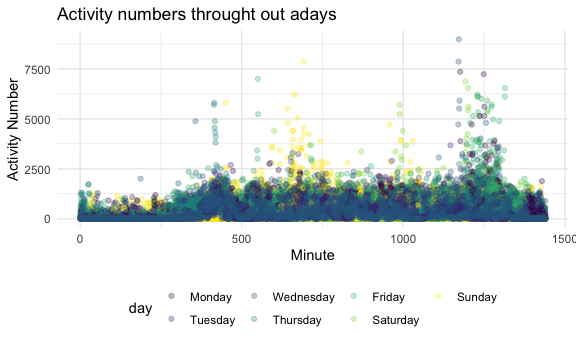 Activity numbers throught out adays
Activity Number
7500
5000
2500
0
0 500 1000 1500
Minute
day
Monday Wednesday Friday Sunday
Tuesday Thursday Saturday